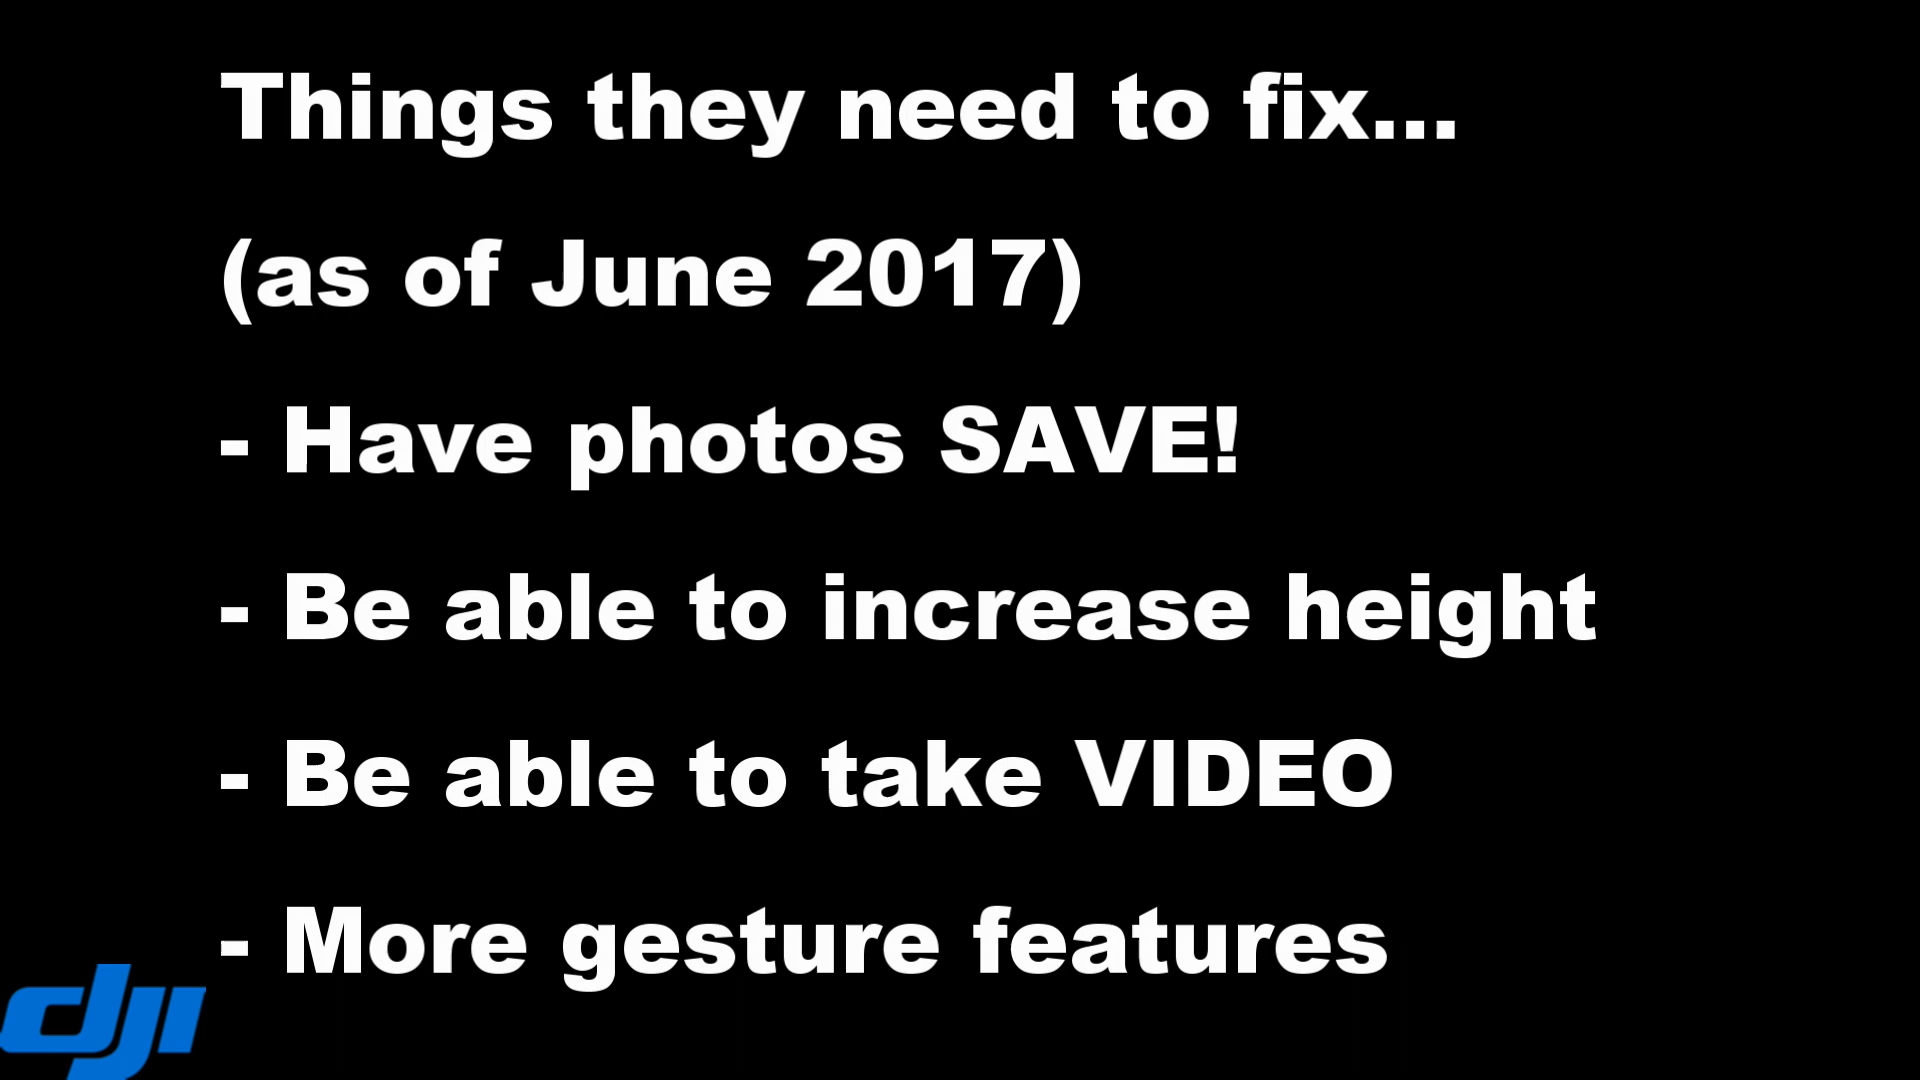 Things they need to fix...
(as of June 2017)
- Have photos SAVE!
- Be able to increase height
- Be able to take VIDEO
- More gesture features
dji